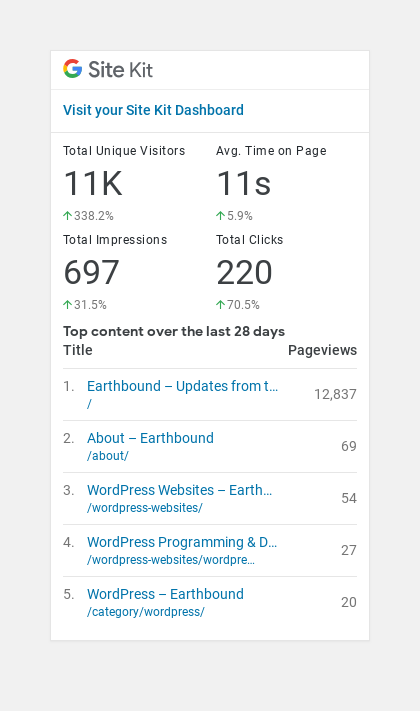 Site Kit
Visit your Site Kit Dashboard
Total Unique Visitors
11K
338.2%
Avg. Time on Page
11s
5.9%
Total Impressions
697
31.5%
Total Clicks
220
70.5%
Top content over the last 28 days
Title Pageviews
1. Earthbound – Updates from t... 12,837
/
2. About – Earthbound 69
/about/
3. WordPress Websites – Earth... 54
/wordpress-websites/
4. WordPress Programming & D... 27
/wordpress-websites/wordpre...
5. WordPress – Earthbound 20
/category/wordpress/